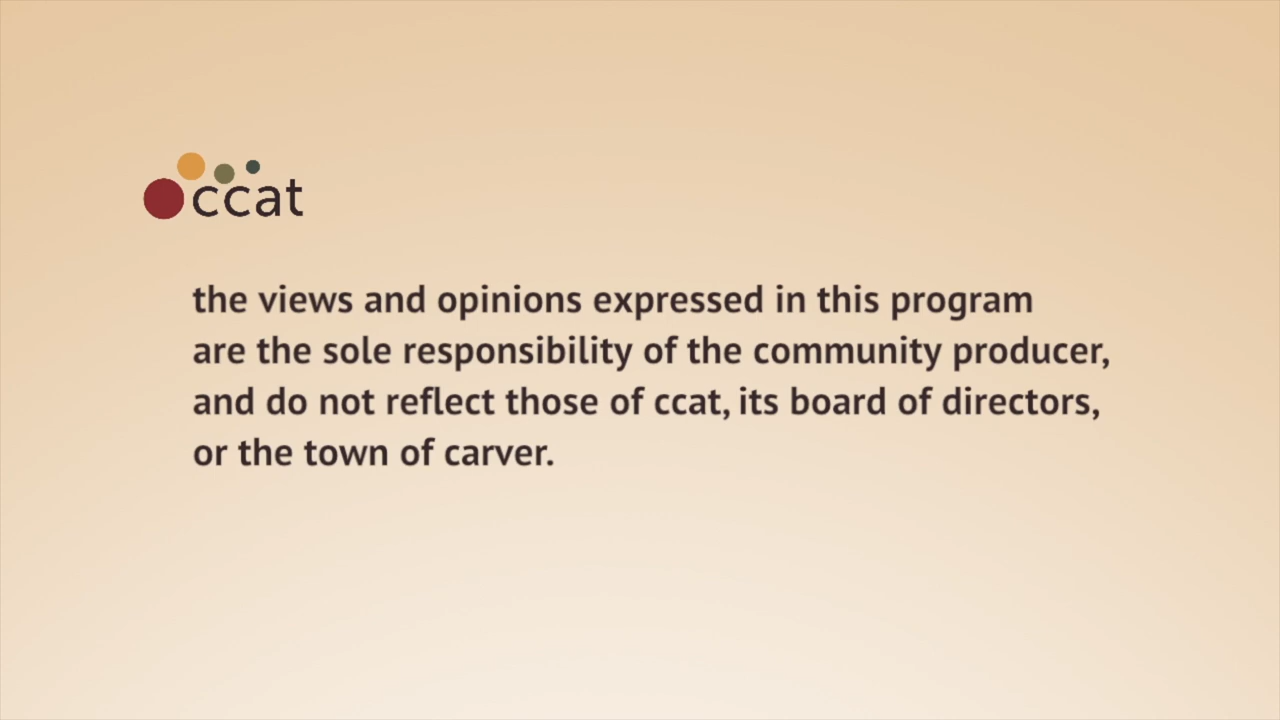 ccat
the views and opinions expressed in this program
are the sole responsibility of the community producer,
and do not reflect those of ccat, its board of directors,
or the town of carver.